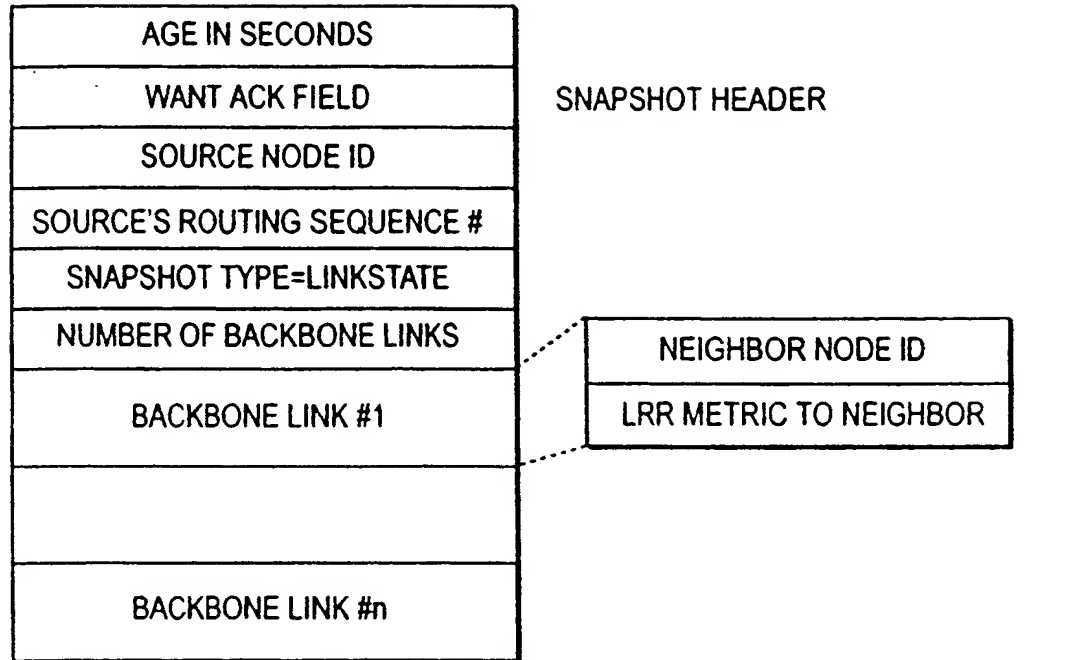 AGE IN SECONDS
WANT ACK FIELD
SNAPSHOT HEADER
SOURCE NODE ID
SOURCE'S ROUTING SEQUENCE #
SNAPSHOT TYPE=LINKSTATE
NUMBER OF BACKBONE LINKS
NEIGHBOR NODE ID
BACKBONE LINK #1
LRR METRIC TO NEIGHBOR
BACKBONE LINK #n